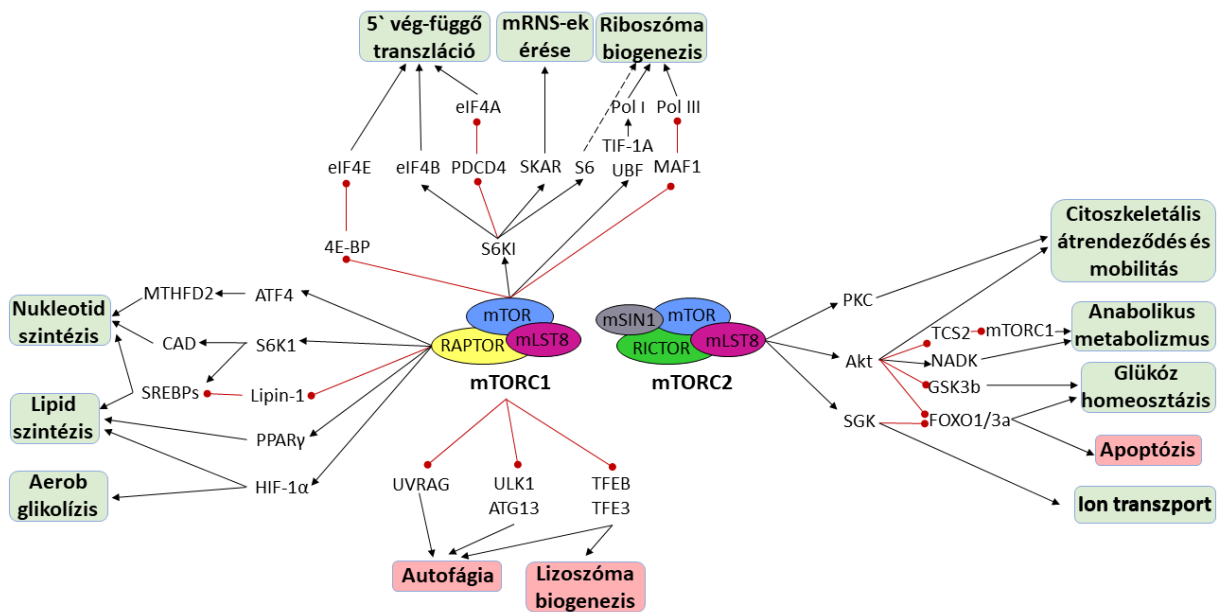 5` vég-függő
transzláció
mRNS-ek
érése
Riboszóma
biogenezis
eIF4A
Pol I
Pol III
TIF-1A
UBF
eIF4E
eIF4B
PDCD4
SKAR
S6
MAF1
4E-BP
S6KI
Citoszkeletális
átrendeződés és
mobilitás
Nukleotid
szintézis
MTHFD2
ATF4
CAD
S6K1
SREBPs
Lipin-1
Lipid
szintézis
PPARγ
Aerob
glikolízis
HIF-1α
mTOR
RAPTOR
mLST8
mTORC1
mSIN1
mTOR
RICTOR
mLST8
mTORC2
PKC
Akt
SGK
TCS2
mTORC1
NADK
GSK3b
FOXO1/3a
Anabolikus
metabolizmus
Glükóz
homeosztázis
Apoptózis
Ion transzport
UVRAG
ULK1
ATG13
TFEB
TFE3
Autofágia
Lizoszóma
biogenezis